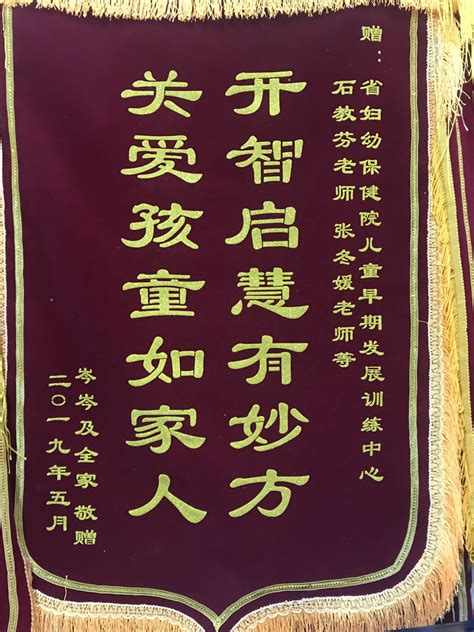 赠：省妇幼保健院儿童早期发展训练中心
石教芬老师 张冬媛老师等
开智启慧有妙方
关爱孩童如家人
岑岑及全家 敬赠
二〇一九年五月